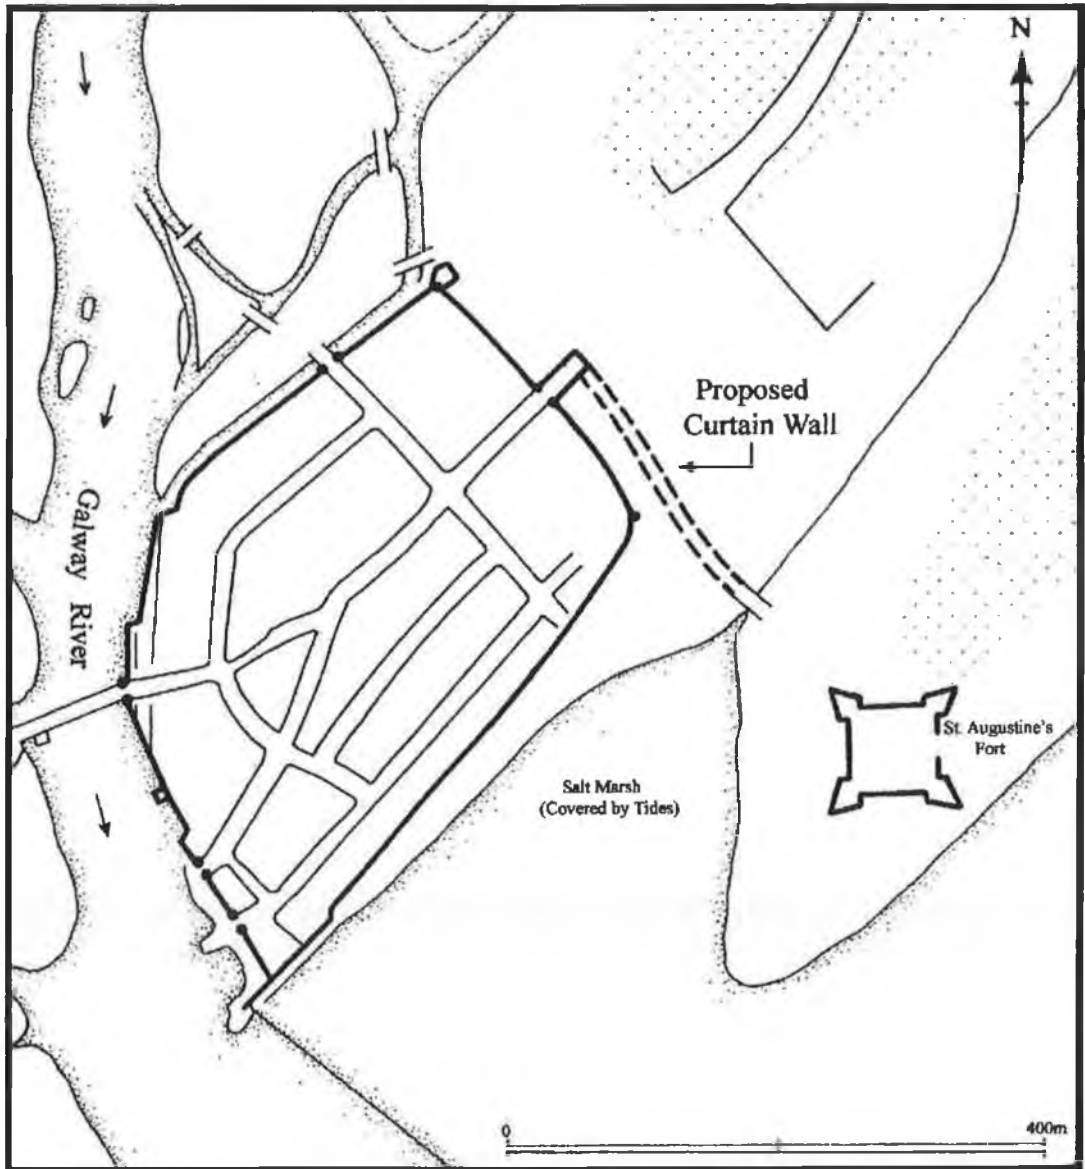 N
Proposed
Curtain Wall
Galway River
St. Augustine's
Fort
Salt Marsh
(Covered by Tides)
0
400m